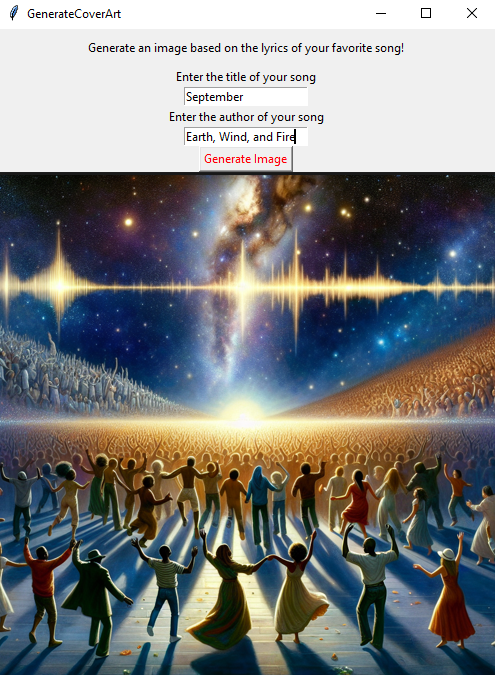 GenerateCoverArt
Generate an image based on the lyrics of your favorite song!
Enter the title of your song
September
Enter the author of your song
Earth, Wind, and Fire
Generate Image